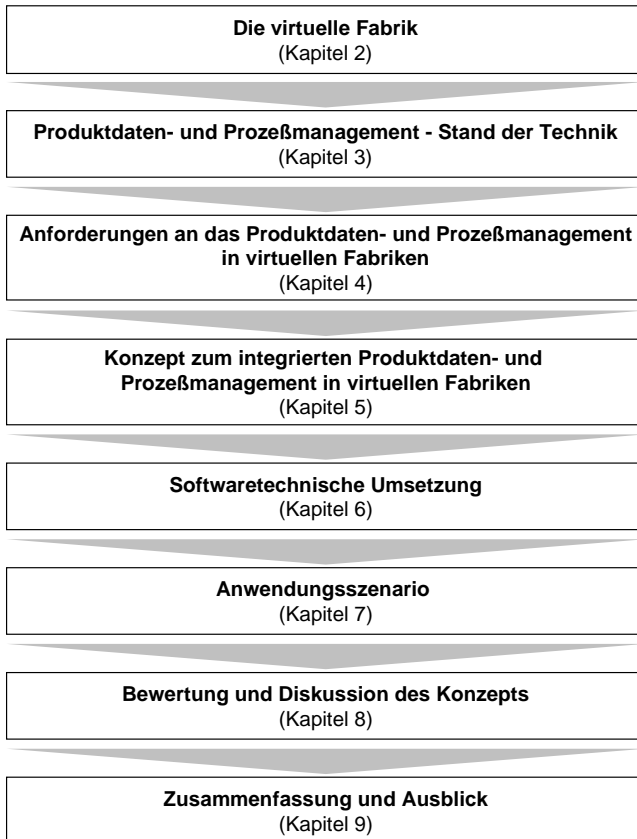 Die virtuelle Fabrik
(Kapitel 2)
Produktdaten- und Prozeßmanagement - Stand der Technik
(Kapitel 3)
Anforderungen an das Produktdaten- und Prozeßmanagement
in virtuellen Fabriken
(Kapitel 4)
Konzept zum integrierten Produktdaten- und
Prozeßmanagement in virtuellen Fabriken
(Kapitel 5)
Softwaretechnische Umsetzung
(Kapitel 6)
Anwendungsszenario
(Kapitel 7)
Bewertung und Diskussion des Konzepts
(Kapitel 8)
Zusammenfassung und Ausblick
(Kapitel 9)